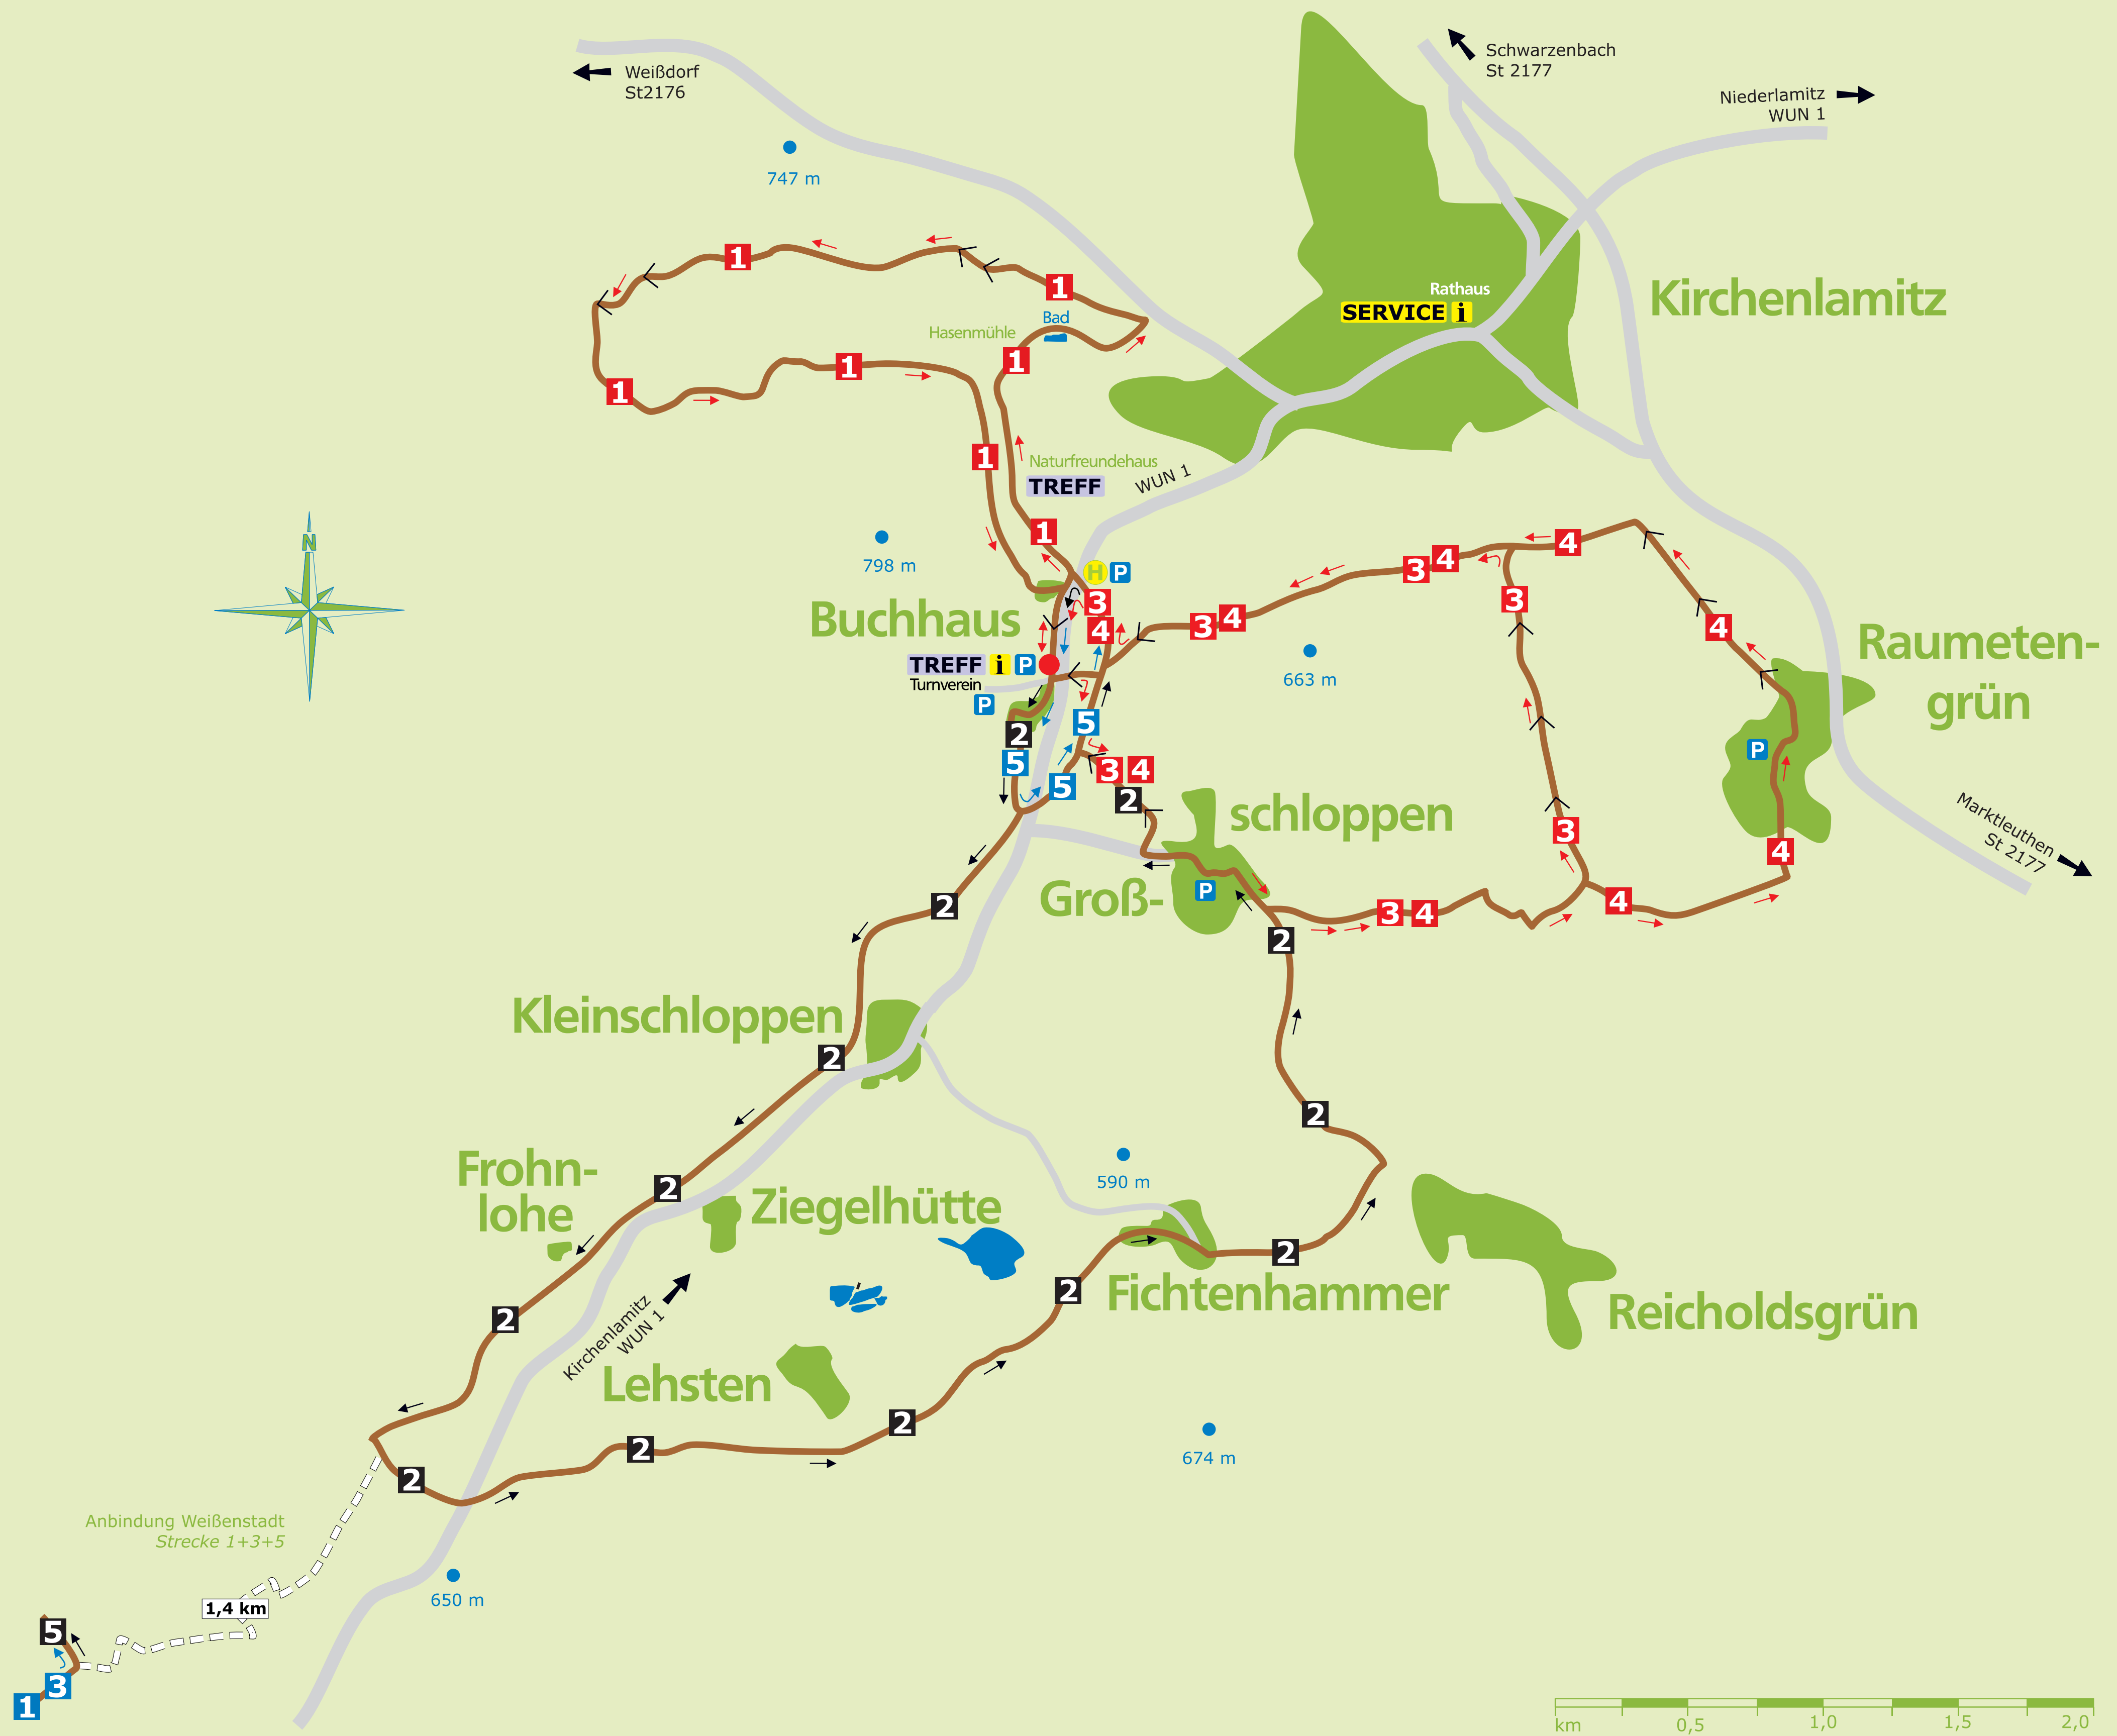 Weißdorf
St2176
Schwarzenbach
St 2177
Niederlamitz
WUN 1
747 m
1
1
Rathaus
SERVICE i
Kirchenlamitz
Bad
Hasenmühle
1
1
1
1
Naturfreundehaus
TREFF
WUN 1
N
798 m
1
H P
Buchhaus
3
4
TREFF i P
Turnverein
P
3 4
3 4
4
3
4
663 m
Raumeten-
grün
P
2
5
5
5
3 4
2
schloppen
Groß-
P
3
4
Marktleuthen
St 2177
2
3 4
4
2
Kleinschloppen
2
2
Frohn-
lohe
2
Ziegelhütte
590 m
2
2
2
Fichtenhammer
Reicholdsgrün
Kirchenlamitz
WUN 1
Lehsten
2
2
2
674 m
Anbindung Weißenstadt
Strecke 1+3+5
650 m
1,4 km
5
3
1
km 0,5 1,0 1,5 2,0